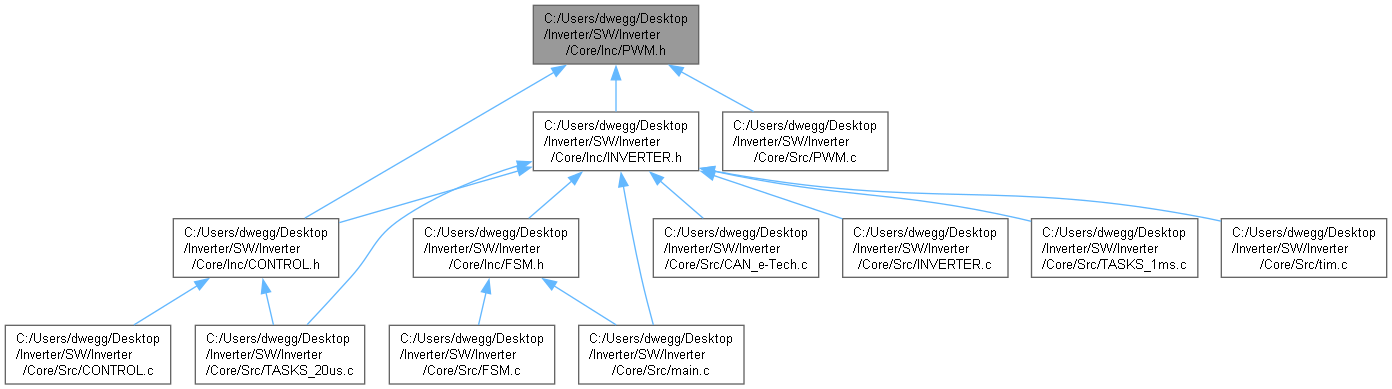 C:/Users/dwegg/Desktop
/Inverter/SW/Inverter
/Core/Inc/PWM.h
C:/Users/dwegg/Desktop
/Inverter/SW/Inverter
/Core/Inc/INVERTER.h
C:/Users/dwegg/Desktop
/Inverter/SW/Inverter
/Core/Src/PWM.c
C:/Users/dwegg/Desktop
/Inverter/SW/Inverter
/Core/Inc/CONTROL.h
C:/Users/dwegg/Desktop
/Inverter/SW/Inverter
/Core/Inc/FSM.h
C:/Users/dwegg/Desktop
/Inverter/SW/Inverter
/Core/Src/CAN_e-Tech.c
C:/Users/dwegg/Desktop
/Inverter/SW/Inverter
/Core/Src/INVERTER.c
C:/Users/dwegg/Desktop
/Inverter/SW/Inverter
/Core/Src/TASKS_1ms.c
C:/Users/dwegg/Desktop
/Inverter/SW/Inverter
/Core/Src/tim.c
C:/Users/dwegg/Desktop
/Inverter/SW/Inverter
/Core/Src/CONTROL.c
C:/Users/dwegg/Desktop
/Inverter/SW/Inverter
/Core/Src/TASKS_20us.c
C:/Users/dwegg/Desktop
/Inverter/SW/Inverter
/Core/Src/FSM.c
C:/Users/dwegg/Desktop
/Inverter/SW/Inverter
/Core/Src/main.c